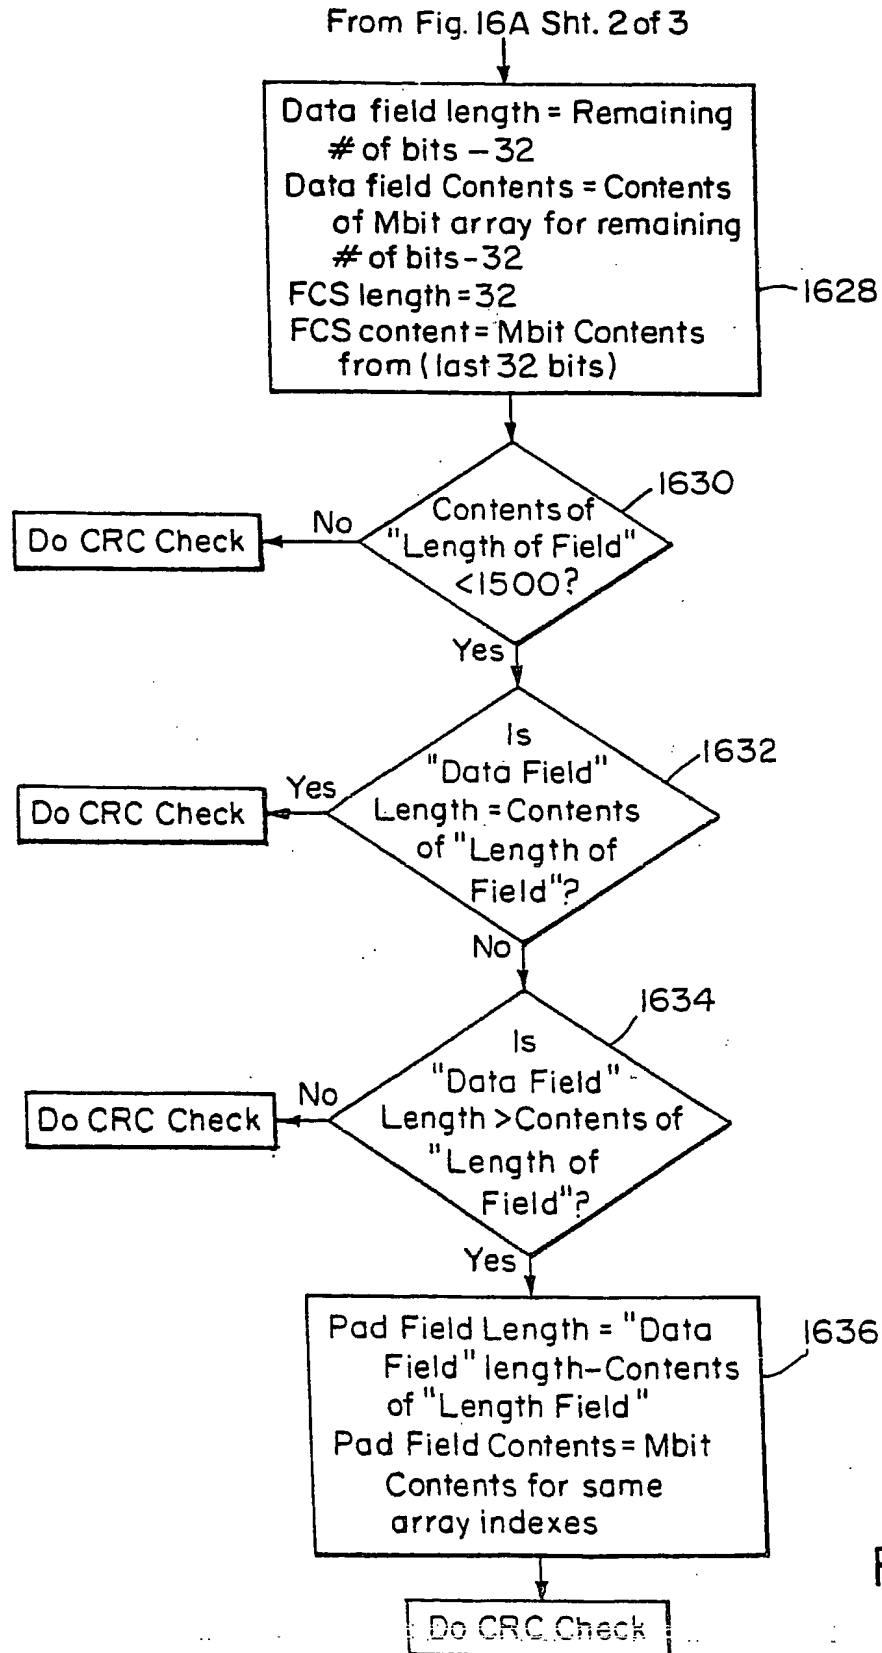 From Fig. 16A Sht. 2 of 3
Data field length = Remaining
# of bits - 32
Data field Contents = Contents
of Mbit array for remaining
# of bits - 32
FCS length = 32
FCS content = Mbit Contents
from (last 32 bits)
1628
Contents of
"Length of Field"
<1500?
1630
No
Do CRC Check
Yes
Is
"Data Field"
Length = Contents
of "Length of
Field"?
1632
Yes
Do CRC Check
No
Is
"Data Field"
Length > Contents of
"Length of
Field"?
1634
No
Do CRC Check
Yes
Pad Field Length = "Data
Field" length - Contents
of "Length Field"
Pad Field Contents = Mbit
Contents for same
array indexes
1636
Do CRC Check